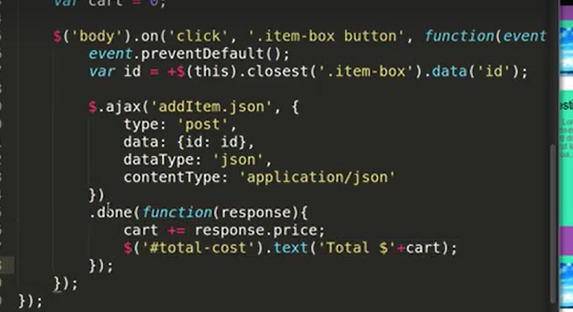 var cart = 0;
$('body').on('click', '.item-box button', function(event
event.preventDefault();
var id = +$(this).closest('.item-box').data('id');
$.ajax('addItem.json', {
type: 'post',
data: {id: id},
dataType: 'json',
contentType: 'application/json'
})
.done(function(response){
cart += response.price;
$('#total-cost').text('Total $'+cart);
});
});
});